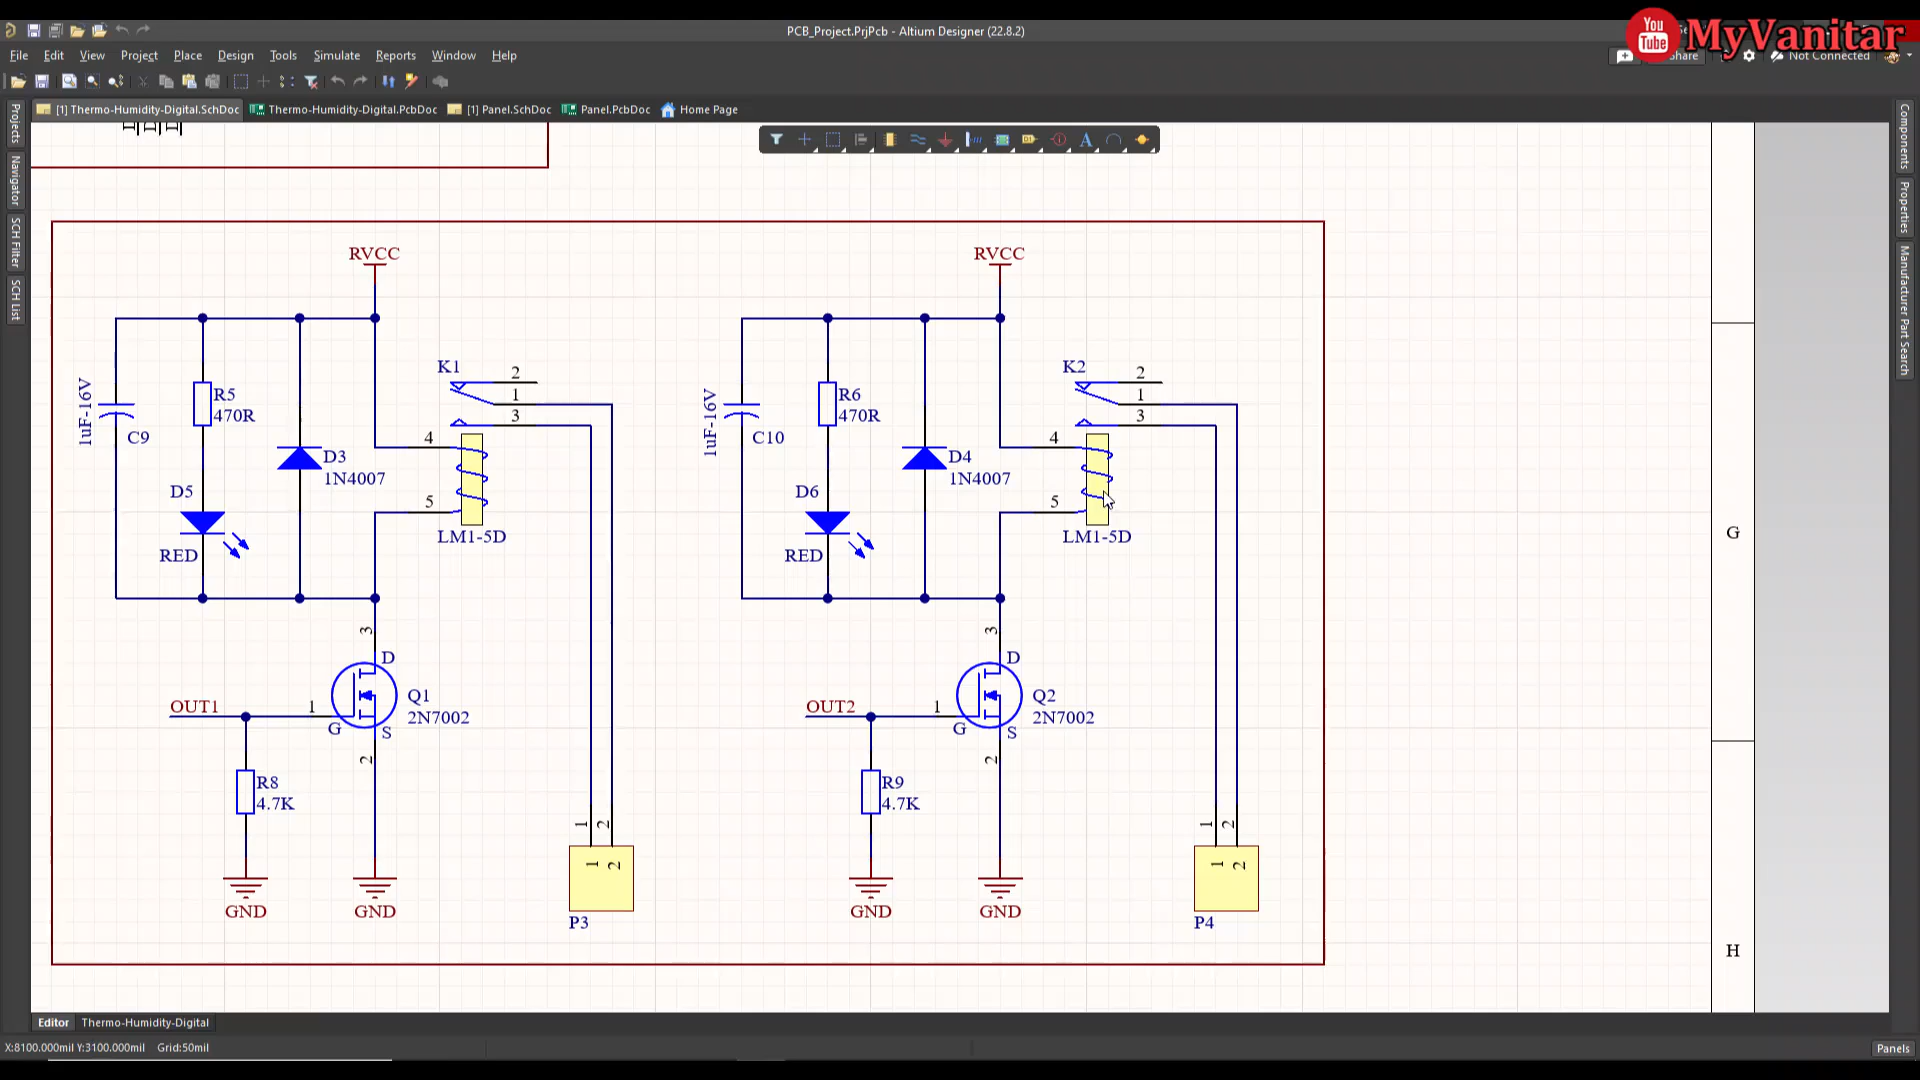 PCB_Project.PrjPcb - Altium Designer (22.8.2)
You Tube MyVanitar
File Edit View Project Place Design Tools Simulate Reports Window Help
Share Not Connected
[1] Thermo-Humidity-Digital.SchDoc Thermo-Humidity-Digital.PcbDoc [1] Panel.SchDoc Panel.PcbDoc Home Page
Projects
Navigator
SCH Filter
SCH List
Components
Properties
Manufacturer Part Search
A
RVCC
K1
2
1
3
4
5
LM1-5D
1uF-16V
C9
R5
470R
D3
1N4007
D5
RED
3
D
Q1
2N7002
OUT1
1
G
S
2
R8
4.7K
GND
GND
1 2
1 2
P3
RVCC
K2
2
1
3
4
5
LM1-5D
1uF-16V
C10
R6
470R
D4
1N4007
D6
RED
3
D
Q2
2N7002
OUT2
1
G
S
2
R9
4.7K
GND
GND
1 2
1 2
P4
G
H
Editor Thermo-Humidity-Digital
X:8100.000mil Y:3100.000mil Grid:50mil
Panels